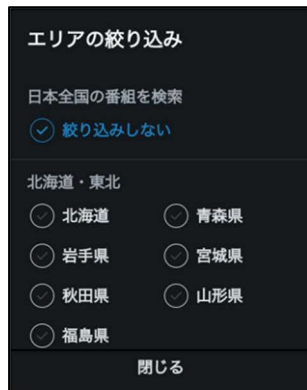 エリアの絞り込み
日本全国の番組を検索
絞り込みしない
北海道・東北
北海道 青森県
岩手県 宮城県
秋田県 山形県
福島県
閉じる